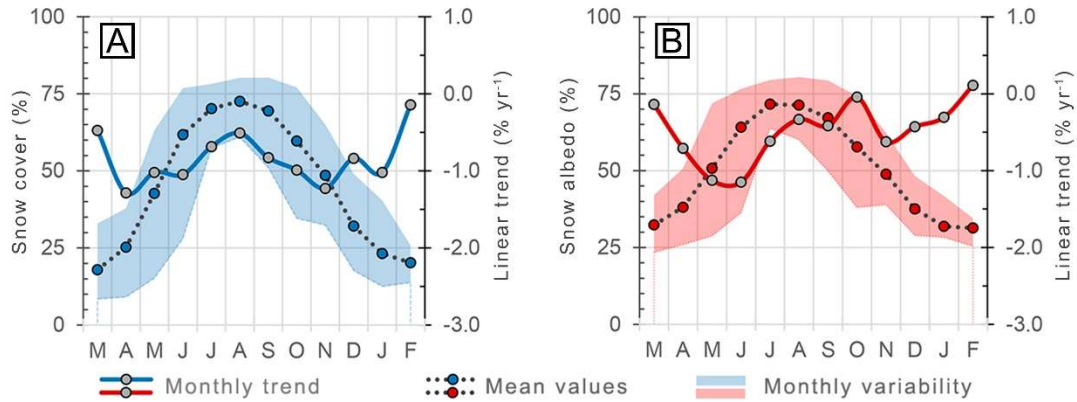 A
Snow cover (%)
100
75
50
25
0
1.0
0.0
-1.0
-2.0
-3.0
Linear trend (% yr⁻¹)
M A M J J A S O N D J F
B
Snow albedo (%)
100
75
50
25
0
1.0
0.0
-1.0
-2.0
-3.0
Linear trend (% yr⁻¹)
M A M J J A S O N D J F
Monthly trend Mean values Monthly variability